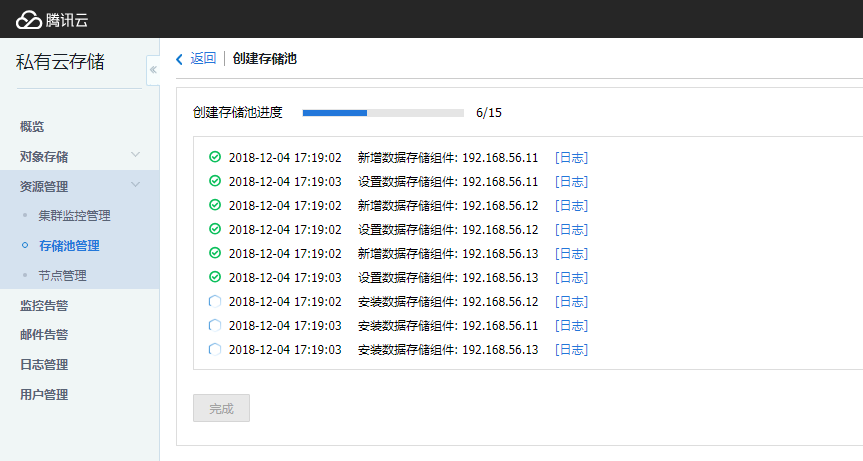 腾讯云
私有云存储
«
返回 | 创建存储池
概览
对象存储
资源管理
集群监控管理
存储池管理
节点管理
监控告警
邮件告警
日志管理
用户管理
创建存储池进度 6/15
2018-12-04 17:19:02 新增数据存储组件: 192.168.56.11 [日志]
2018-12-04 17:19:03 设置数据存储组件: 192.168.56.11 [日志]
2018-12-04 17:19:02 新增数据存储组件: 192.168.56.12 [日志]
2018-12-04 17:19:02 设置数据存储组件: 192.168.56.12 [日志]
2018-12-04 17:19:02 新增数据存储组件: 192.168.56.13 [日志]
2018-12-04 17:19:03 设置数据存储组件: 192.168.56.13 [日志]
2018-12-04 17:19:02 安装数据存储组件: 192.168.56.12 [日志]
2018-12-04 17:19:03 安装数据存储组件: 192.168.56.11 [日志]
2018-12-04 17:19:03 安装数据存储组件: 192.168.56.13 [日志]
完成